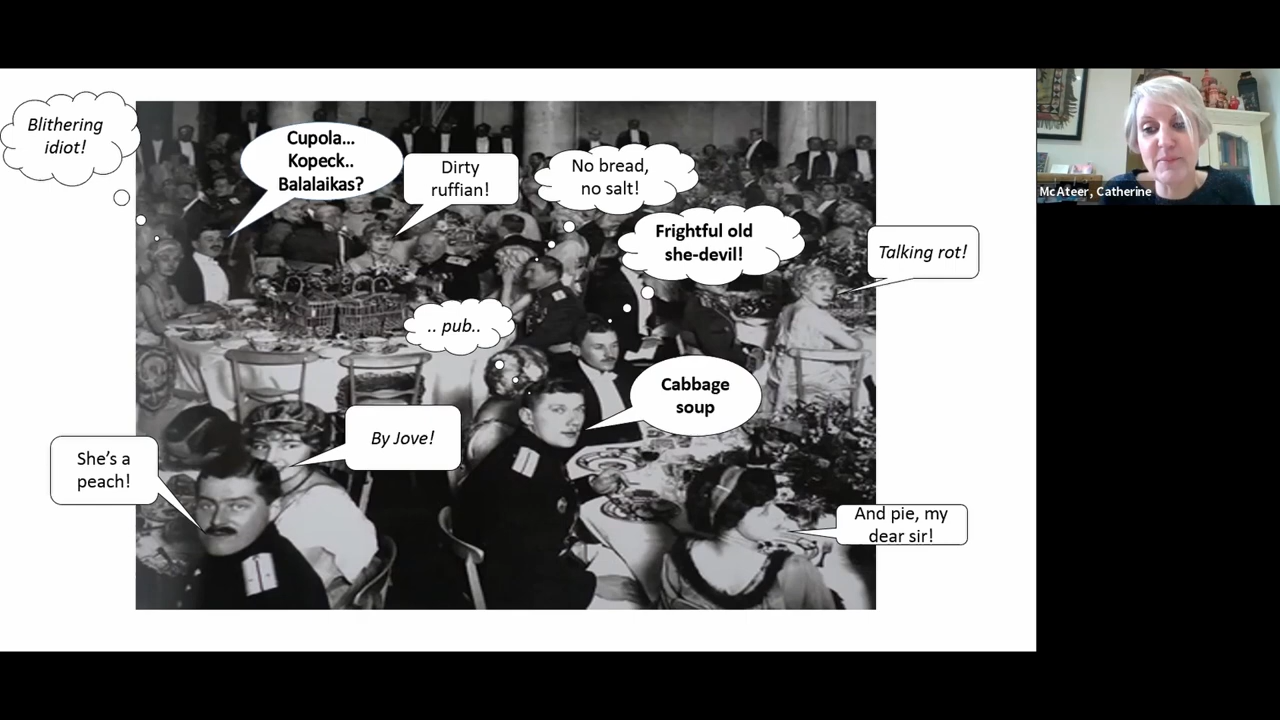 Blithering
idiot!
Cupola...
Kopeck..
Balalaikas?
Dirty
ruffian!
No bread,
no salt!
Frightful old
she-devil!
Talking rot!
.. pub..
Cabbage
soup
By Jove!
She's a
peach!
And pie, my
dear sir!
McAteer, Catherine